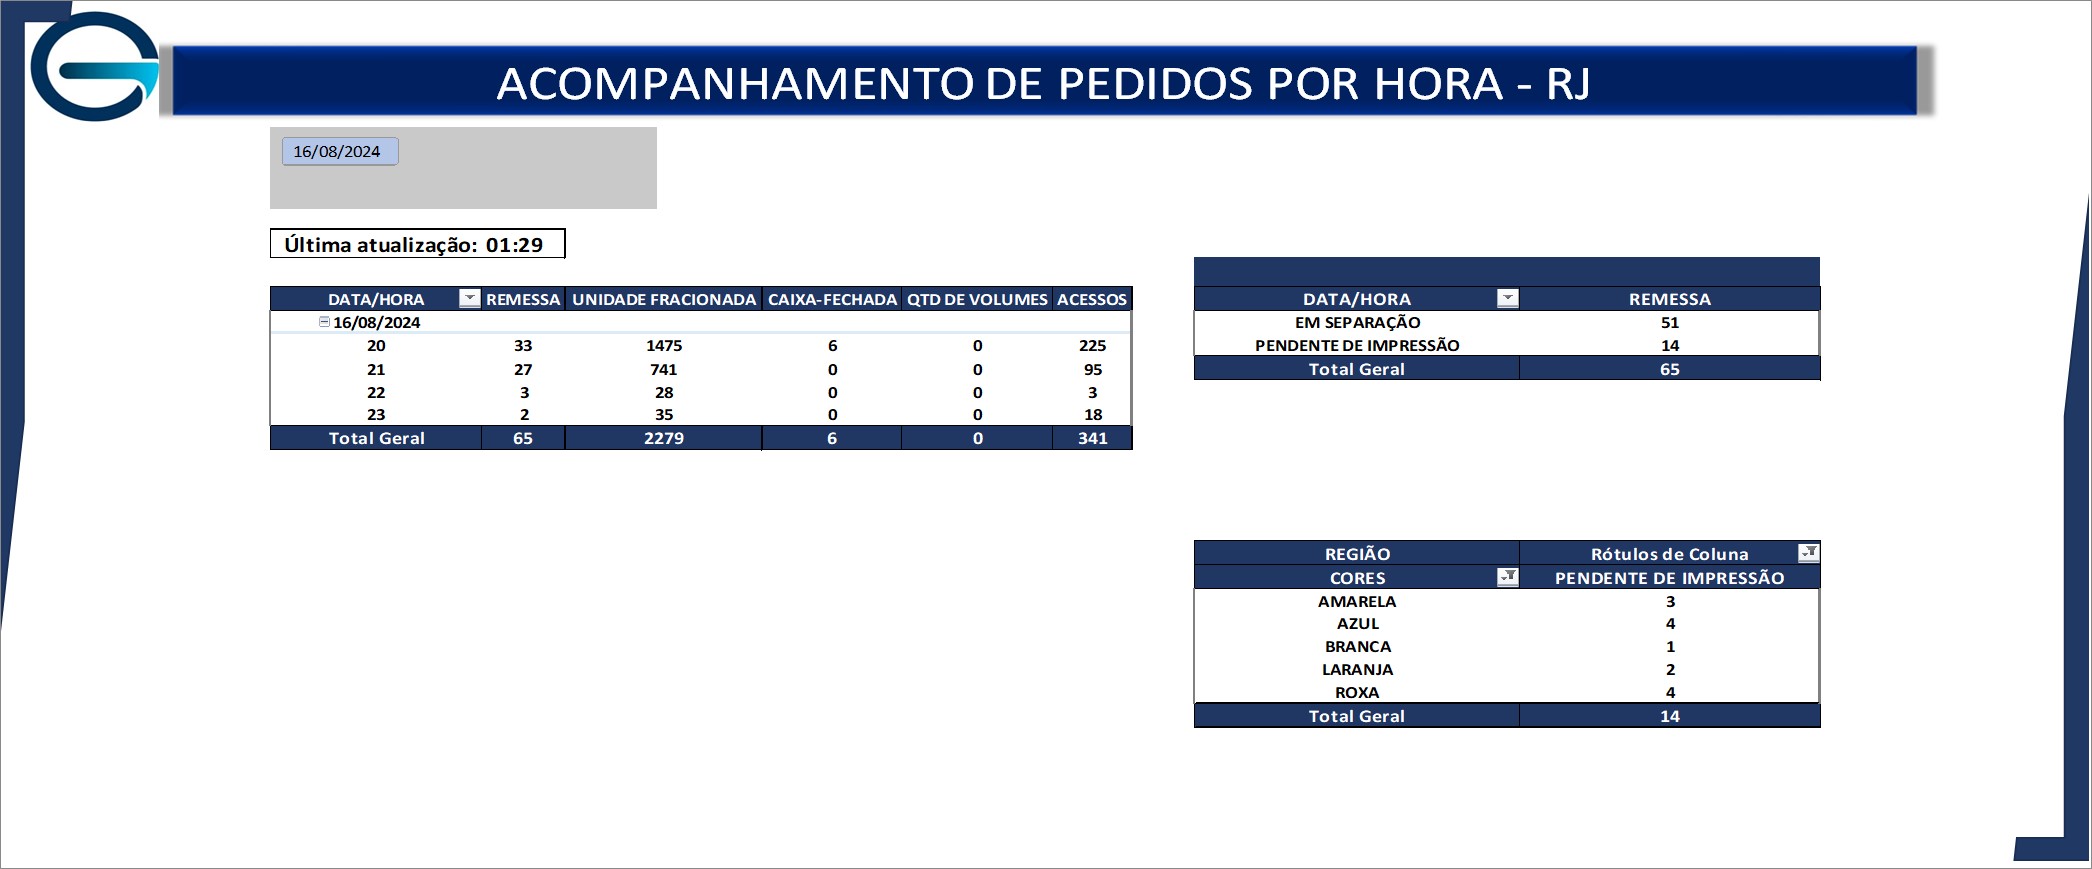 ACOMPANHAMENTO DE PEDIDOS POR HORA - RJ
16/08/2024
Última atualização: 01:29
DATA/HORA REMESSA UNIDADE FRACIONADA CAIXA-FECHADA QTD DE VOLUMES ACESSOS
16/08/2024
20 33 1475 6 0 225
21 27 741 0 0 95
22 3 28 0 0 3
23 2 35 0 0 18
Total Geral 65 2279 6 0 341
DATA/HORA REMESSA
EM SEPARAÇÃO 51
PENDENTE DE IMPRESSÃO 14
Total Geral 65
REGIÃO Rótulos de Coluna
CORES PENDENTE DE IMPRESSÃO
AMARELA 3
AZUL 4
BRANCA 1
LARANJA 2
ROXA 4
Total Geral 14